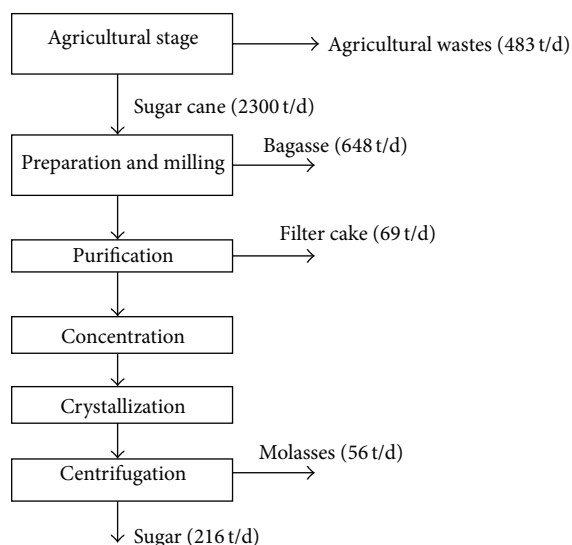 Agricultural stage
Agricultural wastes (483 t/d)
Sugar cane (2300 t/d)
Preparation and milling
Bagasse (648 t/d)
Purification
Filter cake (69 t/d)
Concentration
Crystallization
Centrifugation
Molasses (56 t/d)
Sugar (216 t/d)